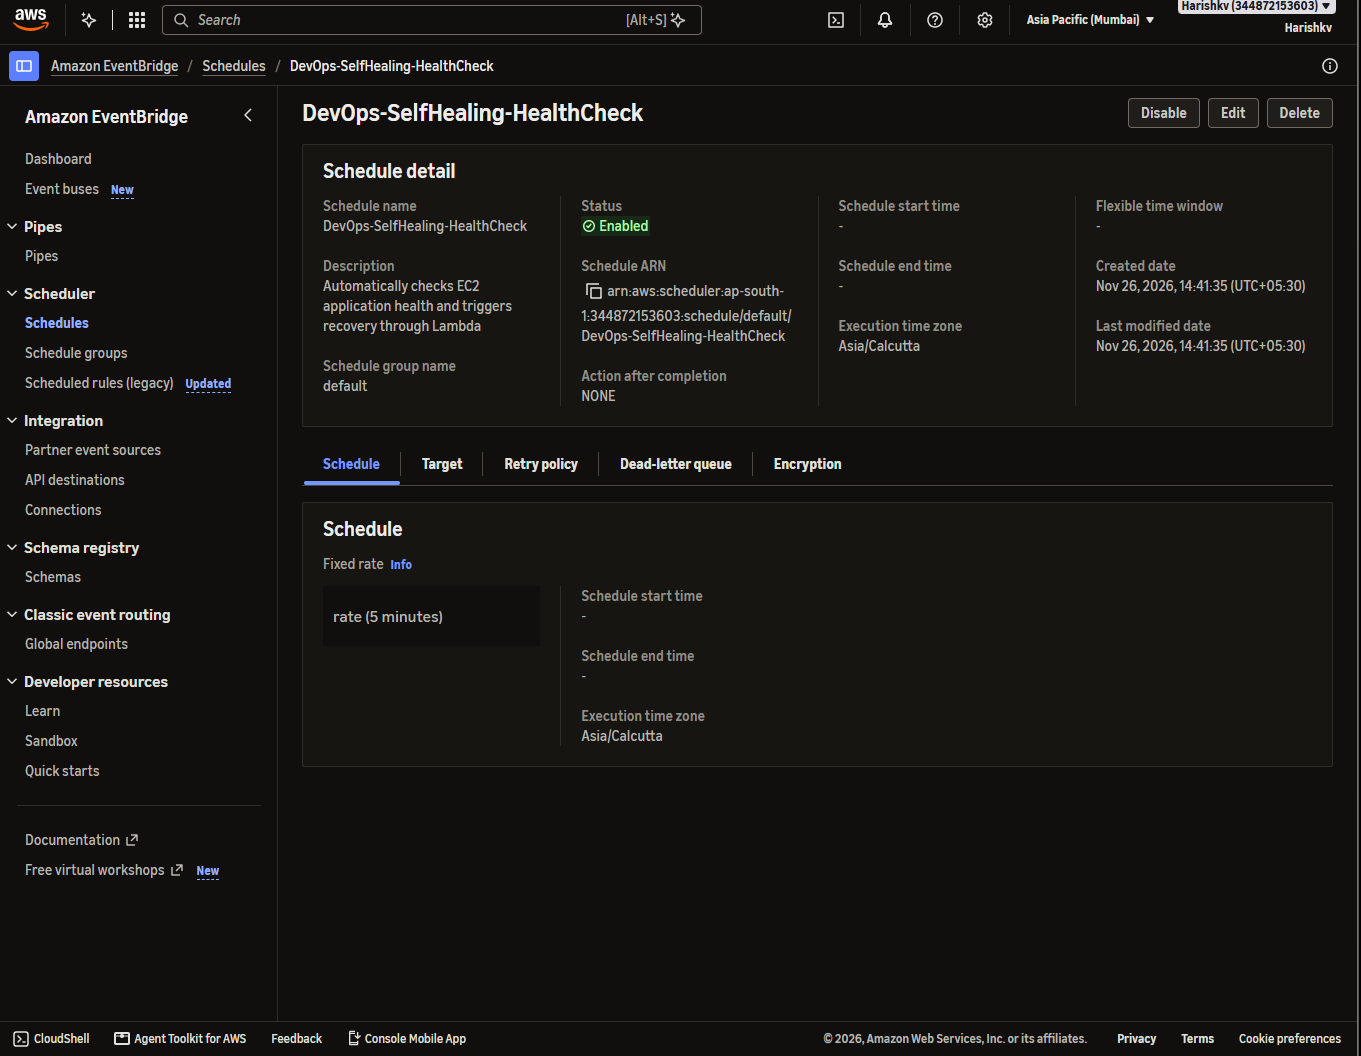 aws
Search
[Alt+S]
Asia Pacific (Mumbai)
Harishkv (344872153603)
Harishkv
Amazon EventBridge / Schedules / DevOps-SelfHealing-HealthCheck
Amazon EventBridge
Dashboard
Event buses New
Pipes
Pipes
Scheduler
Schedules
Schedule groups
Scheduled rules (legacy) Updated
Integration
Partner event sources
API destinations
Connections
Schema registry
Schemas
Classic event routing
Global endpoints
Developer resources
Learn
Sandbox
Quick starts
Documentation
Free virtual workshops New
DevOps-SelfHealing-HealthCheck
Disable
Edit
Delete
Schedule detail
Schedule name
DevOps-SelfHealing-HealthCheck
Description
Automatically checks EC2
application health and triggers
recovery through Lambda
Schedule group name
default
Status
Enabled
Schedule ARN
arn:aws:scheduler:ap-south-
1:344872153603:schedule/default/
DevOps-SelfHealing-HealthCheck
Action after completion
NONE
Schedule start time
-
Schedule end time
-
Execution time zone
Asia/Calcutta
Flexible time window
-
Created date
Nov 26, 2026, 14:41:35 (UTC+05:30)
Last modified date
Nov 26, 2026, 14:41:35 (UTC+05:30)
Schedule
Target
Retry policy
Dead-letter queue
Encryption
Schedule
Fixed rate Info
rate (5 minutes)
Schedule start time
-
Schedule end time
-
Execution time zone
Asia/Calcutta
CloudShell
Agent Toolkit for AWS
Feedback
Console Mobile App
© 2026, Amazon Web Services, Inc. or its affiliates.
Privacy
Terms
Cookie preferences